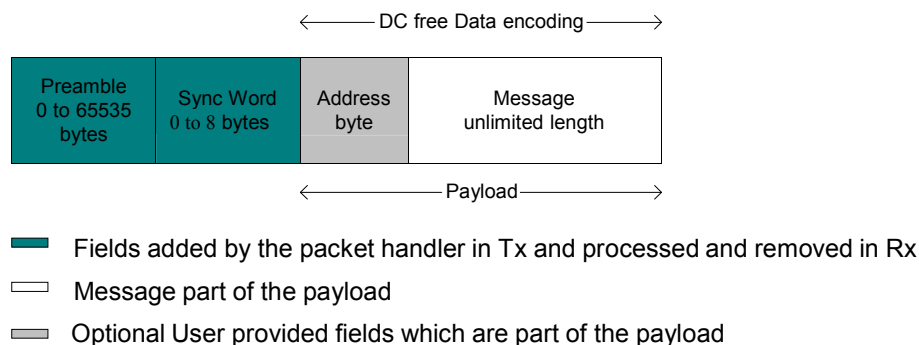 DC free Data encoding
Preamble
0 to 65535
bytes
Sync Word
0 to 8 bytes
Address
byte
Message
unlimited length
Payload
Fields added by the packet handler in Tx and processed and removed in Rx
Message part of the payload
Optional User provided fields which are part of the payload